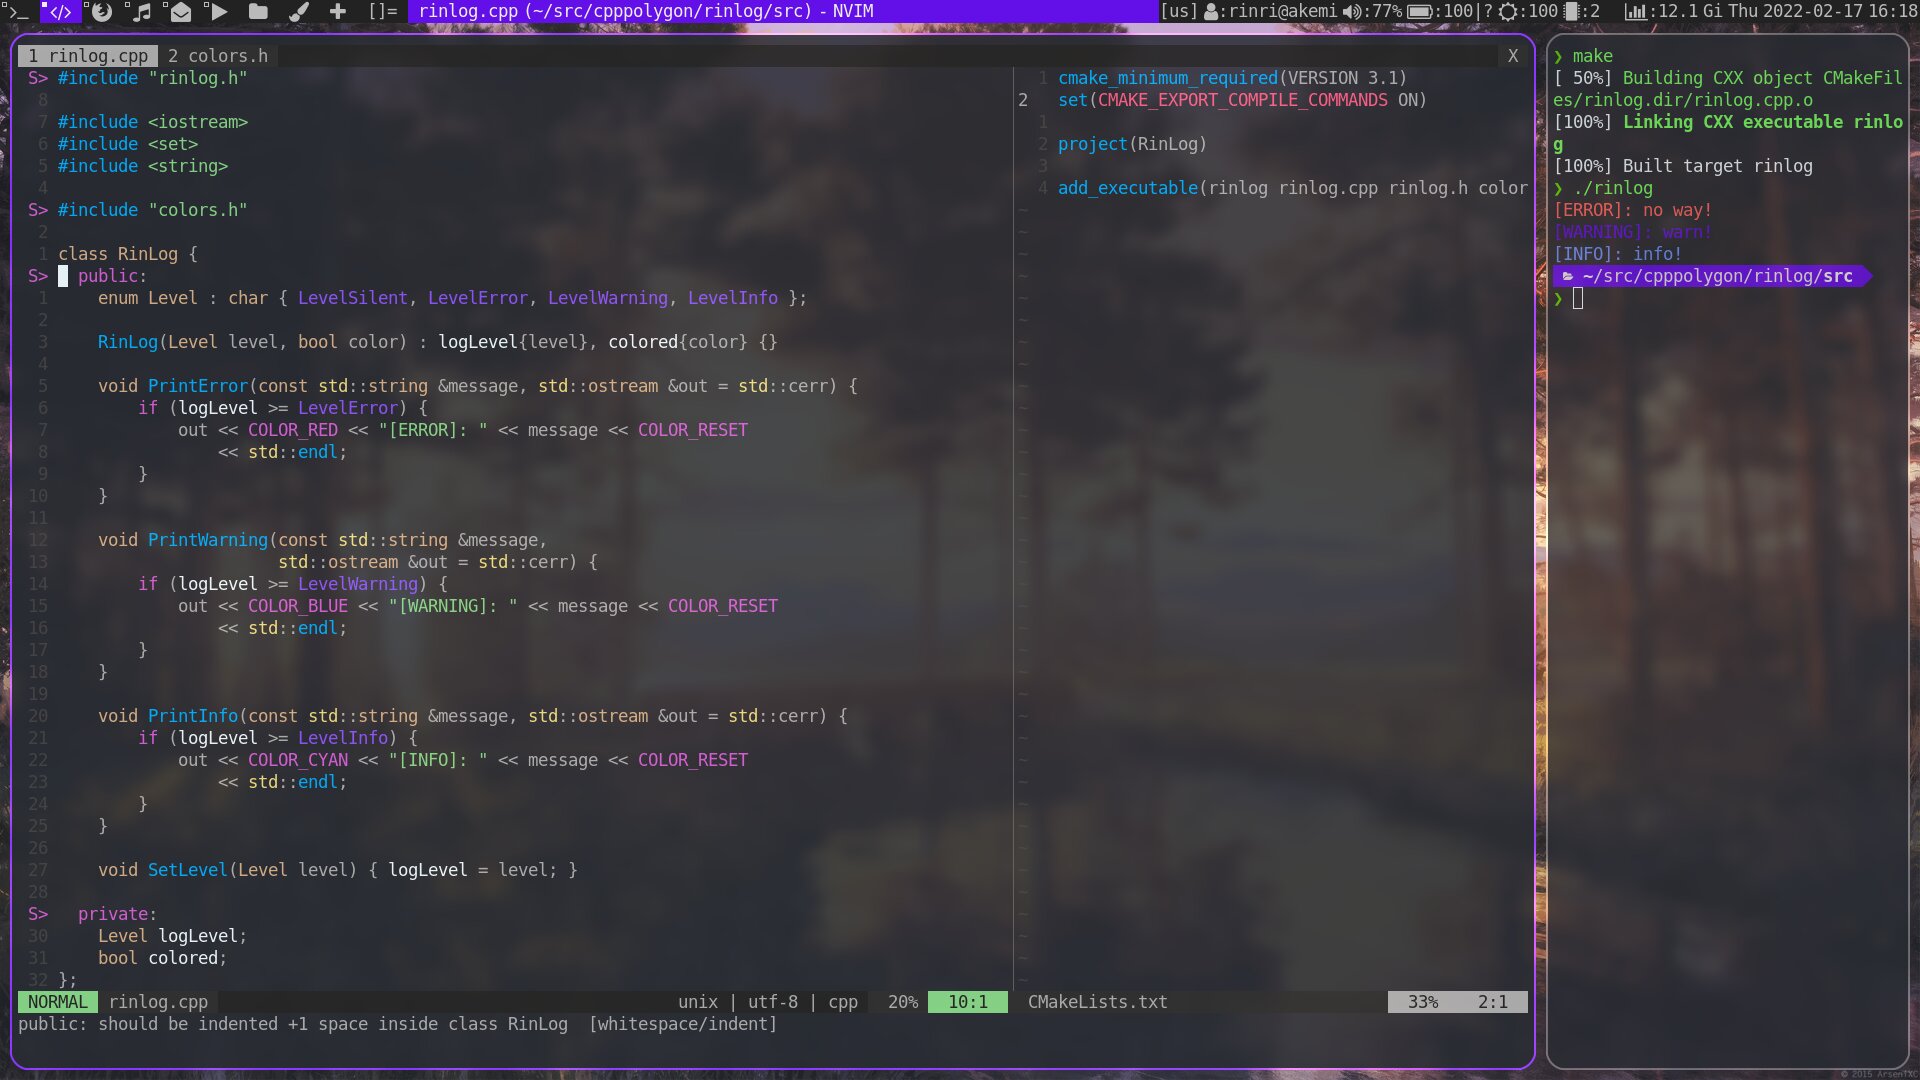 []= rinlog.cpp (~/src/cpppolygon/rinlog/src) - NVIM [us] :rinri@akemi :77% :100|? :100 :2 :12.1 Gi Thu 2022-02-17 16:18
1 rinlog.cpp 2 colors.h X
S> #include "rinlog.h"
8
7 #include <iostream>
6 #include <set>
5 #include <string>
4
S> #include "colors.h"
2
1 class RinLog {
S> public:
1 enum Level : char { LevelSilent, LevelError, LevelWarning, LevelInfo };
2
3 RinLog(Level level, bool color) : logLevel{level}, colored{color} {}
4
5 void PrintError(const std::string &message, std::ostream &out = std::cerr) {
6 if (logLevel >= LevelError) {
7 out << COLOR_RED << "[ERROR]: " << message << COLOR_RESET
8 << std::endl;
9 }
10 }
11
12 void PrintWarning(const std::string &message,
13 std::ostream &out = std::cerr) {
14 if (logLevel >= LevelWarning) {
15 out << COLOR_BLUE << "[WARNING]: " << message << COLOR_RESET
16 << std::endl;
17 }
18 }
19
20 void PrintInfo(const std::string &message, std::ostream &out = std::cerr) {
21 if (logLevel >= LevelInfo) {
22 out << COLOR_CYAN << "[INFO]: " << message << COLOR_RESET
23 << std::endl;
24 }
25 }
26
27 void SetLevel(Level level) { logLevel = level; }
28
S> private:
30 Level logLevel;
31 bool colored;
32 };
NORMAL rinlog.cpp unix | utf-8 | cpp 20% 10:1
public: should be indented +1 space inside class RinLog [whitespace/indent]
1 cmake_minimum_required(VERSION 3.1)
2 set(CMAKE_EXPORT_COMPILE_COMMANDS ON)
1
2 project(RinLog)
3
4 add_executable(rinlog rinlog.cpp rinlog.h color
CMakeLists.txt 33% 2:1
❯ make
[ 50%] Building CXX object CMakeFil
es/rinlog.dir/rinlog.cpp.o
[100%] Linking CXX executable rinlo
g
[100%] Built target rinlog
❯ ./rinlog
[ERROR]: no way!
[WARNING]: warn!
[INFO]: info!
~/src/cpppolygon/rinlog/src
❯
© 2015 ArsenTXC